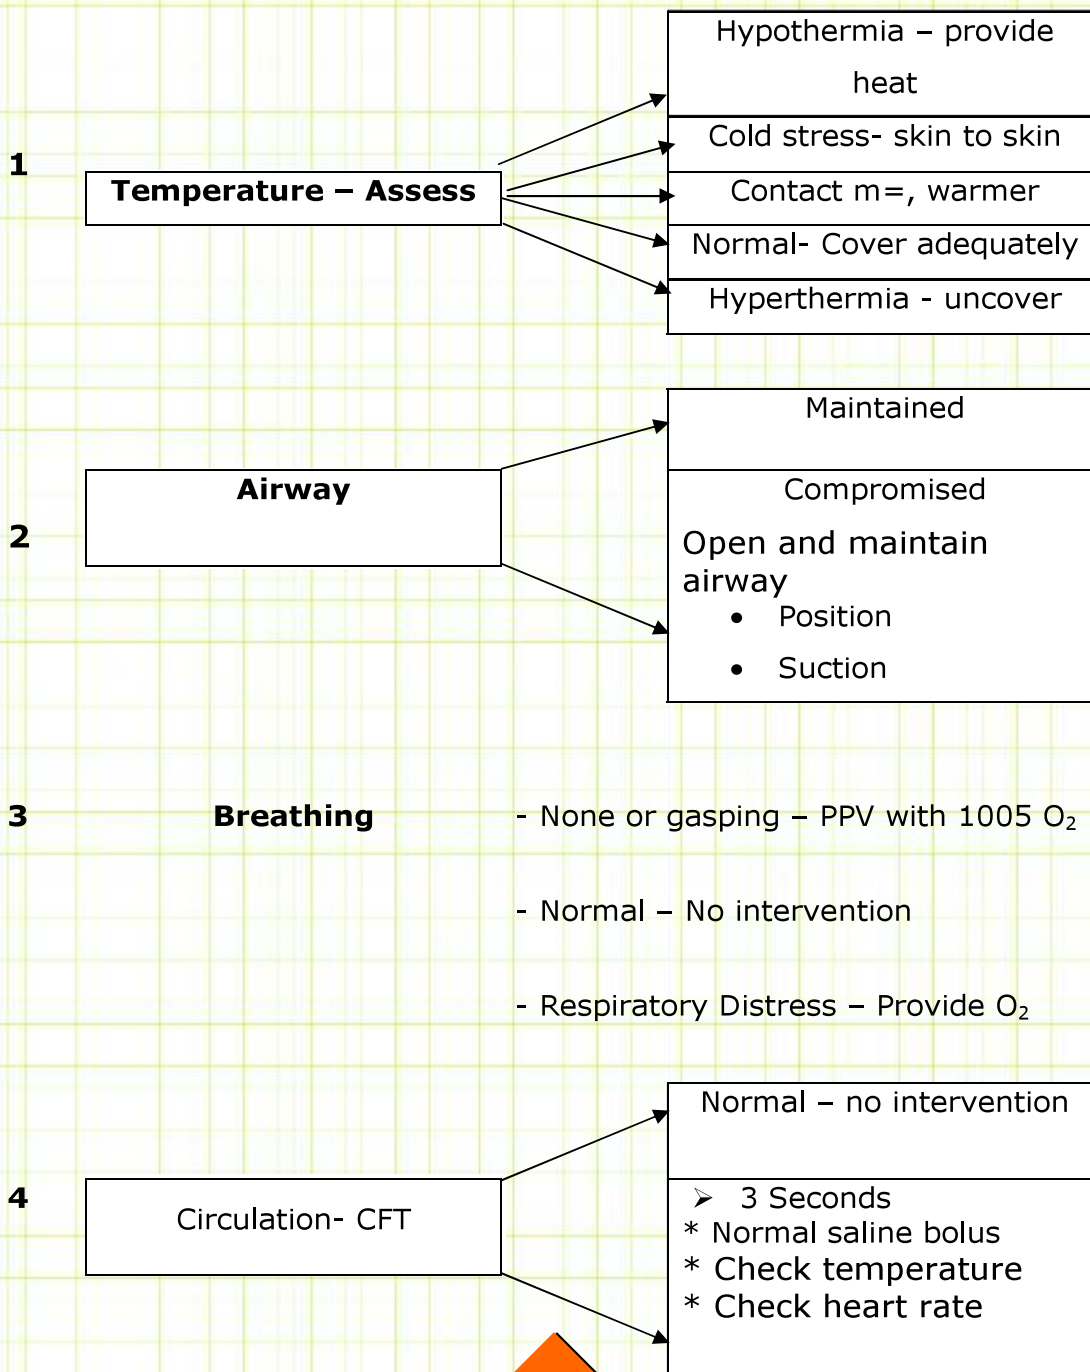 Hypothermia – provide
heat
1
Temperature – Assess
Cold stress- skin to skin
Contact m=, warmer
Normal- Cover adequately
Hyperthermia - uncover
Maintained
2
Airway
Compromised
Open and maintain
airway
• Position
• Suction
3 Breathing - None or gasping – PPV with 1005 O₂
- Normal – No intervention
- Respiratory Distress – Provide O₂
Normal – no intervention
4
Circulation- CFT
➢ 3 Seconds
* Normal saline bolus
* Check temperature
* Check heart rate